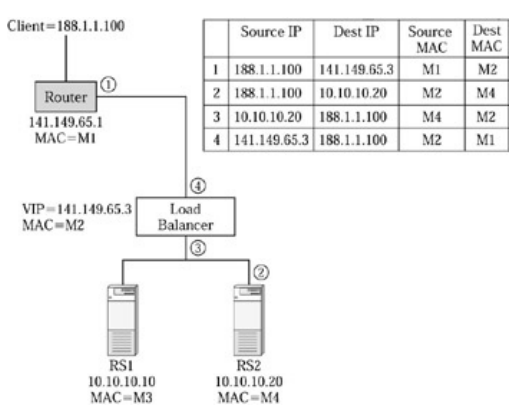 Client=188.1.1.100
Source IP Dest IP Source MAC Dest MAC
1 188.1.1.100 141.149.65.3 M1 M2
2 188.1.1.100 10.10.10.20 M2 M4
3 10.10.10.20 188.1.1.100 M4 M2
4 141.149.65.3 188.1.1.100 M2 M1
①
Router
141.149.65.1
MAC=M1
④
VIP=141.149.65.3
MAC=M2
Load
Balancer
③
②
RS1
10.10.10.10
MAC=M3
RS2
10.10.10.20
MAC=M4